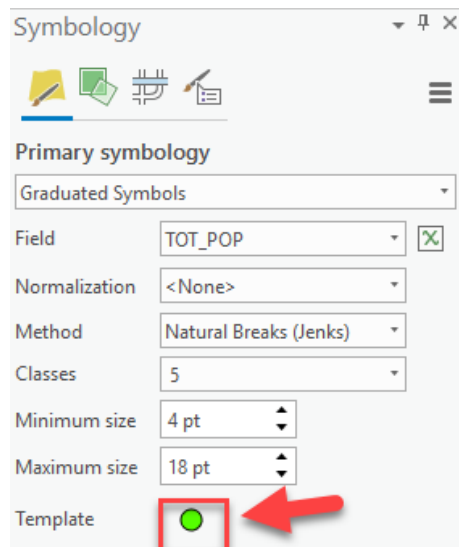 Symbology
Primary symbology
Graduated Symbols
Field TOT_POP
Normalization <None>
Method Natural Breaks (Jenks)
Classes 5
Minimum size 4 pt
Maximum size 18 pt
Template